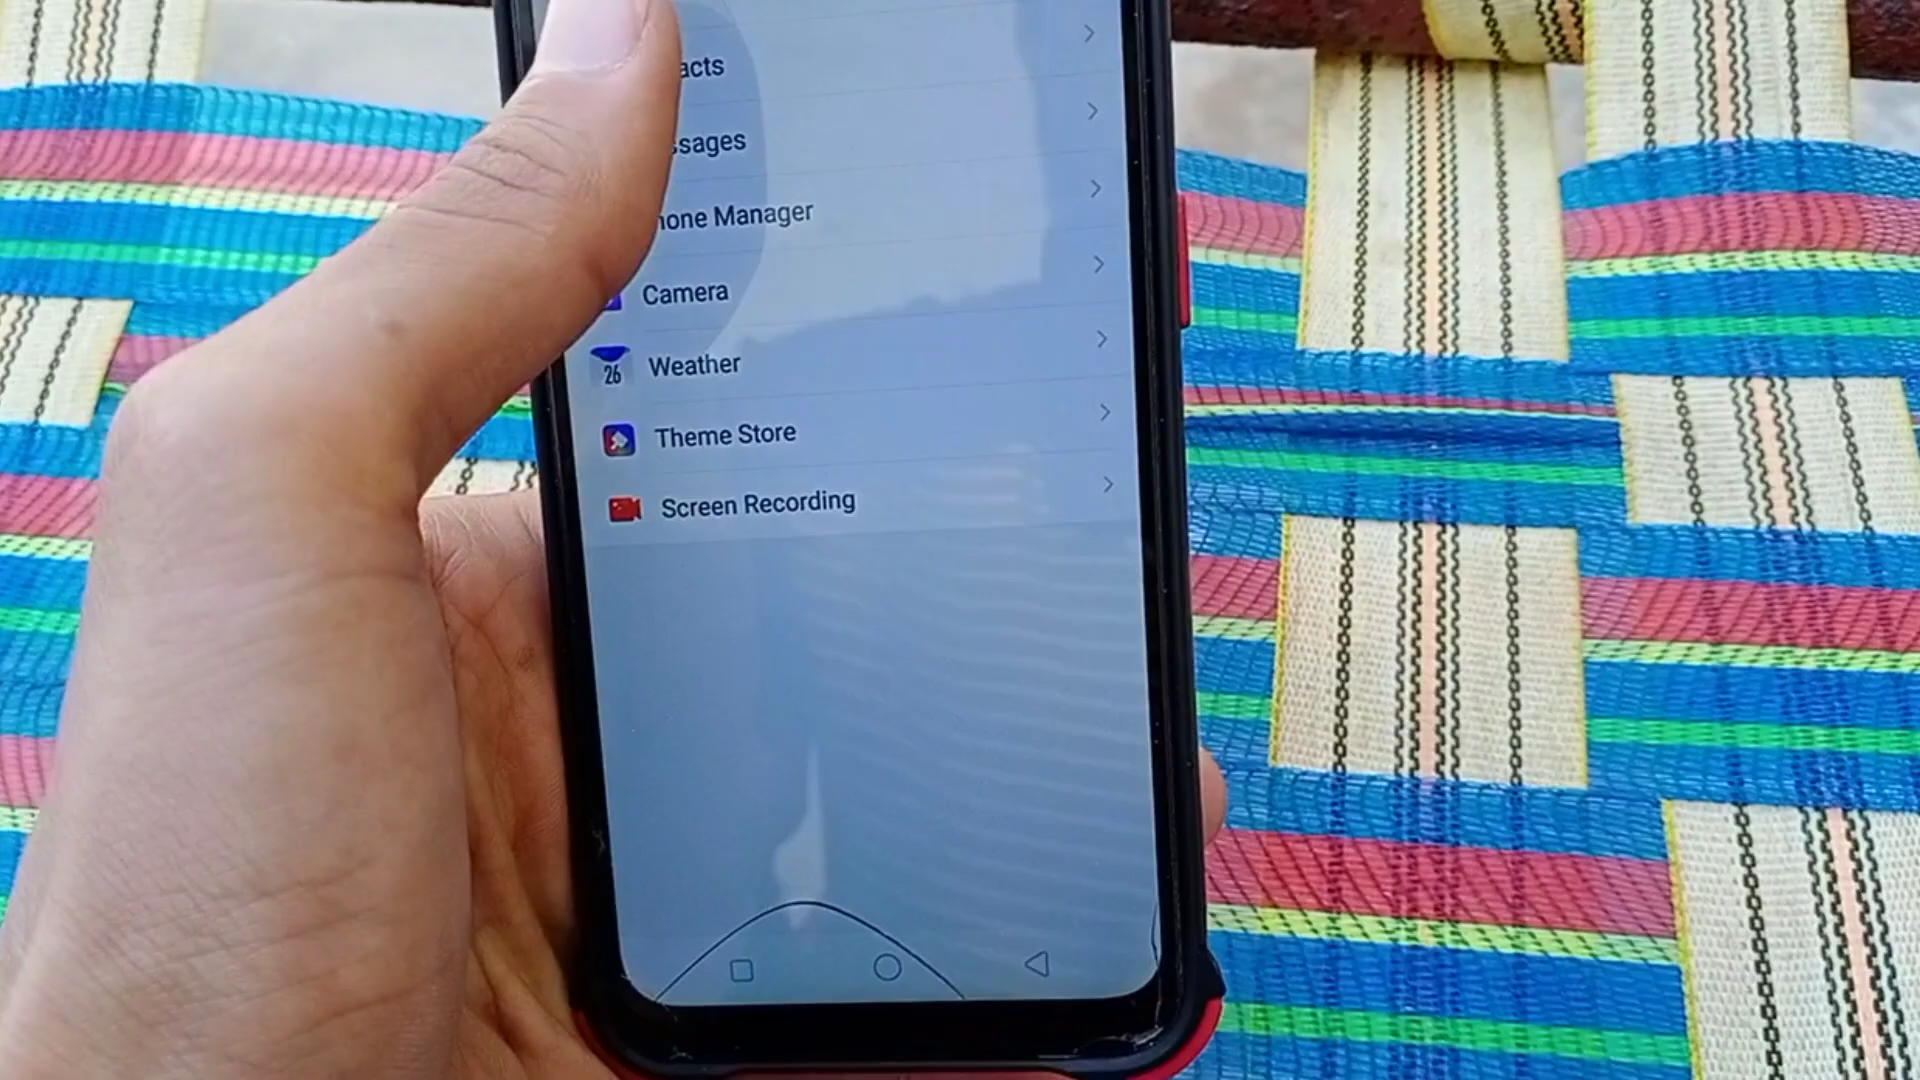 acts
ssages
hone Manager
Camera
26
Weather
Theme Store
Screen Recording